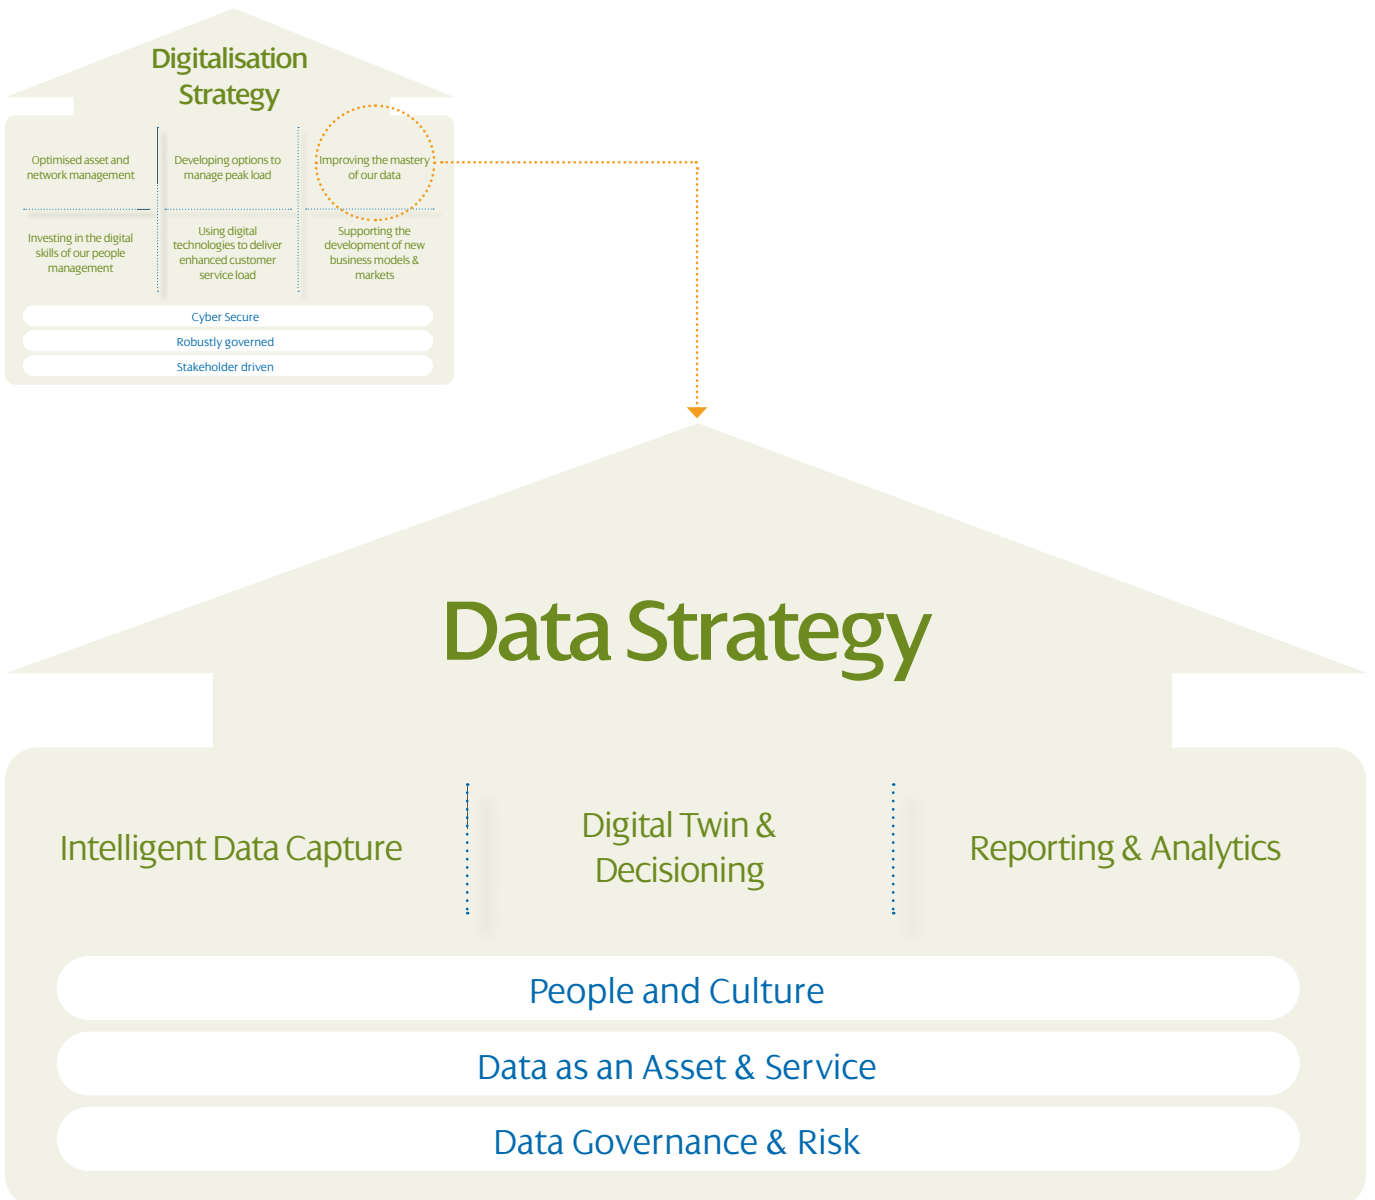 Digitalisation
Strategy
Optimised asset and
network management
Developing options to
manage peak load
Improving the mastery
of our data
Investing in the digital
skills of our people
management
Using digital
technologies to deliver
enhanced customer
service load
Supporting the
development of new
business models &
markets
Cyber Secure
Robustly governed
Stakeholder driven
Data Strategy
Intelligent Data Capture
Digital Twin &
Decisioning
Reporting & Analytics
People and Culture
Data as an Asset & Service
Data Governance & Risk